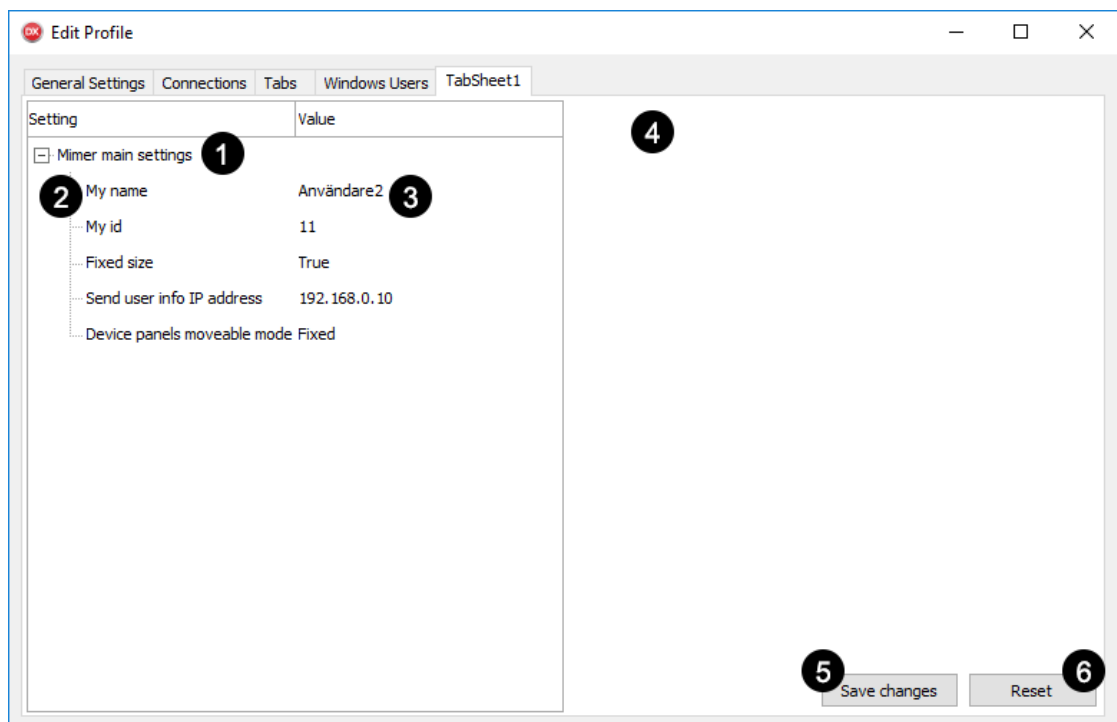 DX Edit Profile
General Settings Connections Tabs Windows Users TabSheet1
Setting Value
4
Mimer main settings 1
2 My name Användare2 3
My id 11
Fixed size True
Send user info IP address 192.168.0.10
Device panels moveable mode Fixed
5 6
Save changes Reset